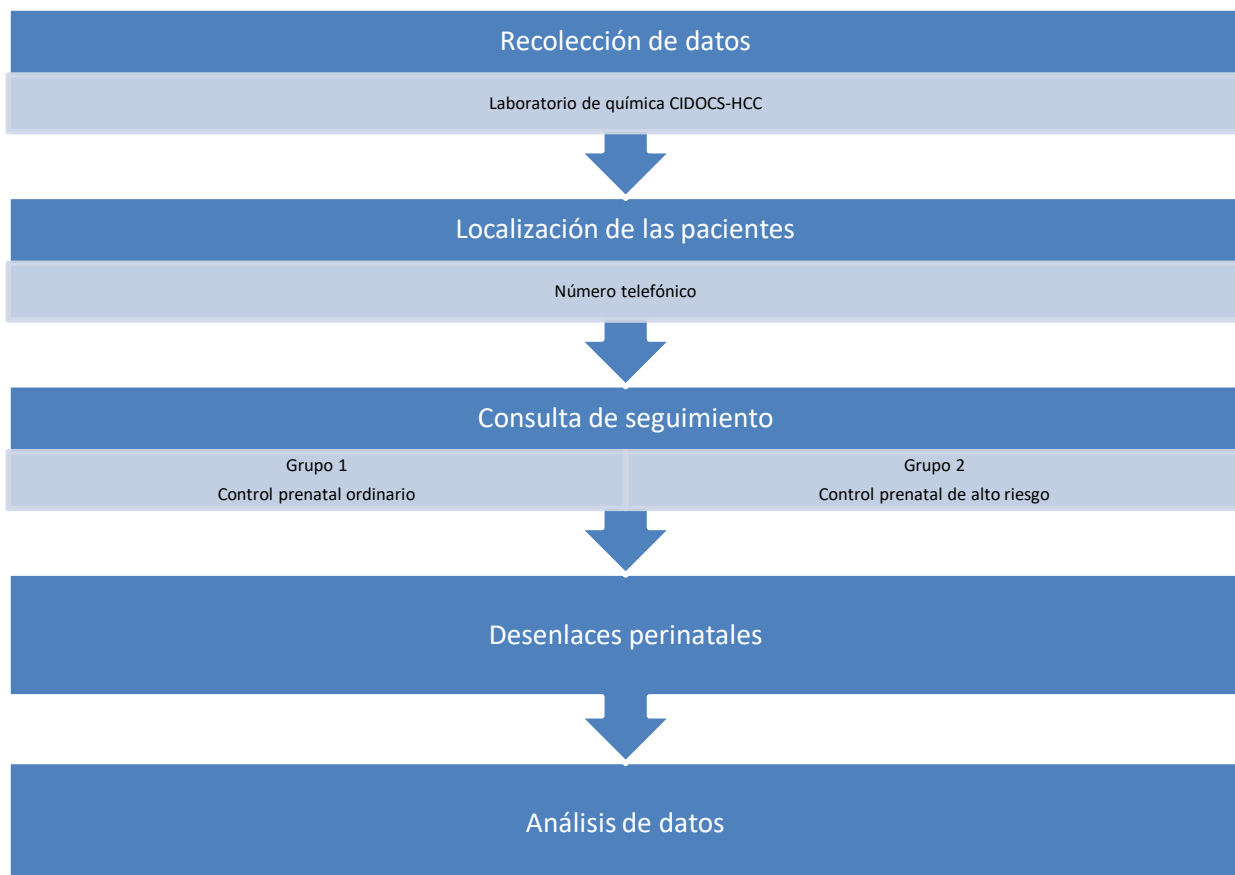 Recolección de datos
Laboratorio de química CIDOCS-HCC
Localización de las pacientes
Número telefónico
Consulta de seguimiento
Grupo 1
Control prenatal ordinario
Grupo 2
Control prenatal de alto riesgo
Desenlaces perinatales
Análisis de datos